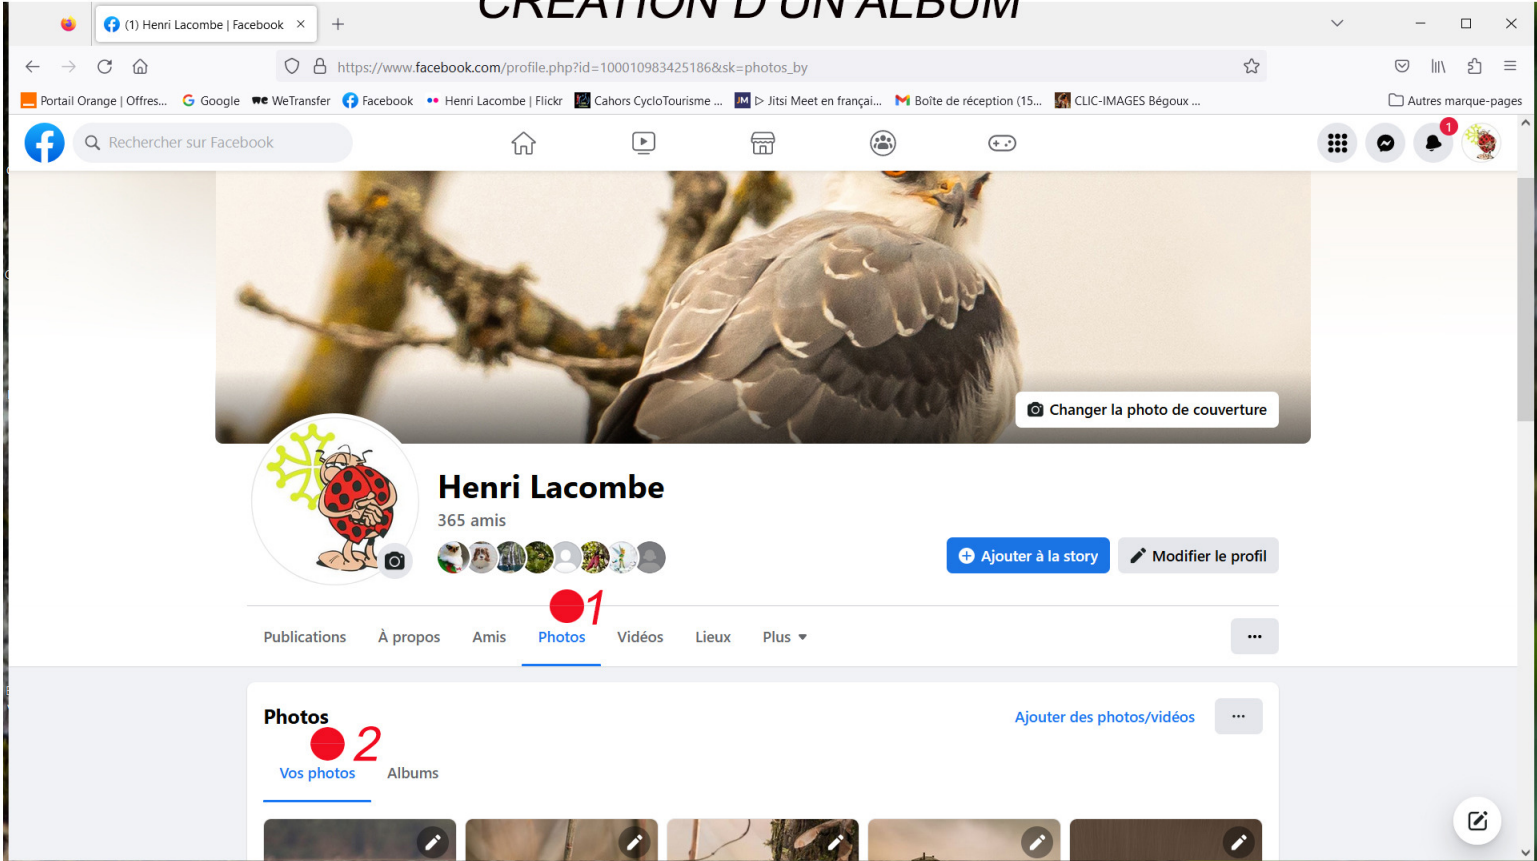 CREATION D'UN ALBUM
(1) Henri Lacombe | Facebook
https://www.facebook.com/profile.php?id=100010983425186&sk=photos_by
Portail Orange | Offres... Google WeTransfer Facebook Henri Lacombe | Flickr Cahors CycloTourisme ... Jitsi Meet en françai... Boîte de réception (15... CLIC-IMAGES Bégoux ... Autres marque-pages
Rechercher sur Facebook
1
Changer la photo de couverture
Henri Lacombe
365 amis
Ajouter à la story Modifier le profil
1
Publications À propos Amis Photos Vidéos Lieux Plus
Photos
Ajouter des photos/vidéos
2
Vos photos Albums